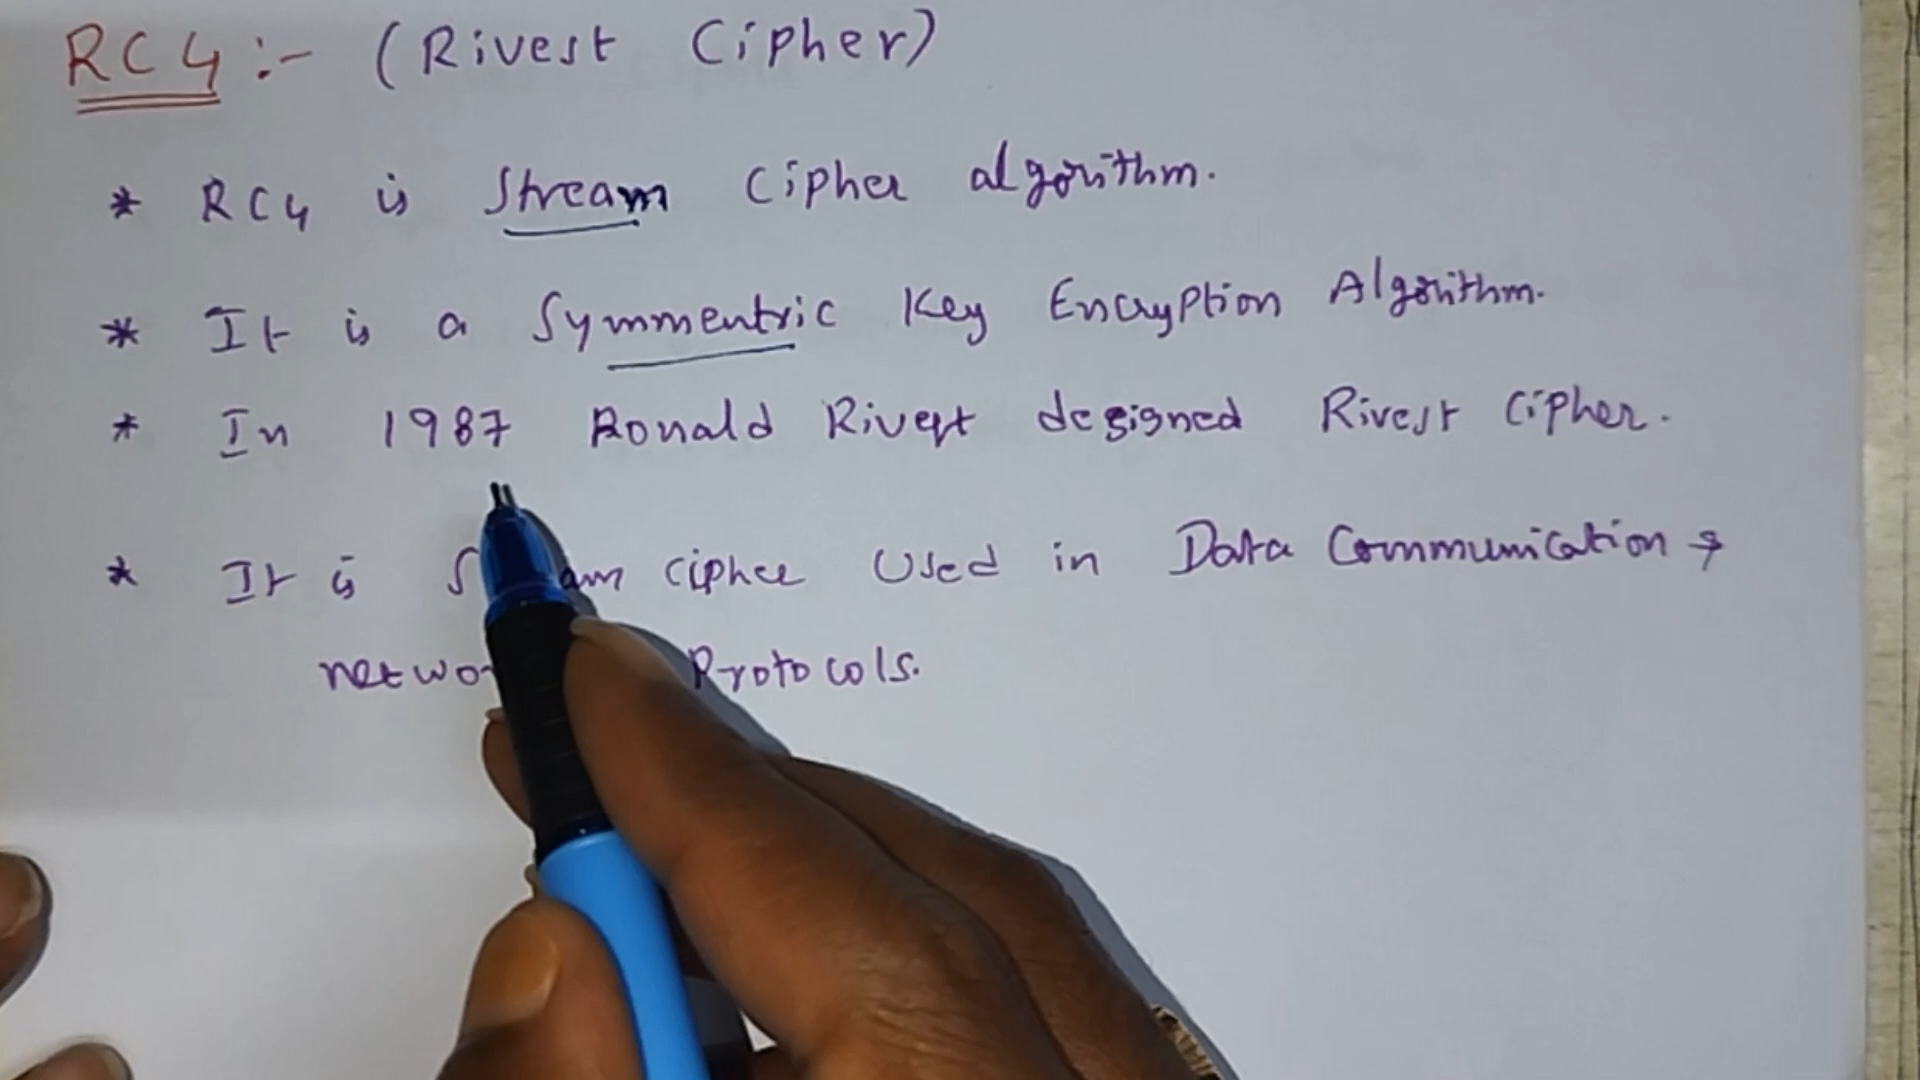 RC4 :- (Rivest Cipher)
* RC4 is Stream Cipher algorithm.
* It is a Symmentric Key Encryption Algorithm.
* In 1987 Ronald Rivest designed Rivest Cipher.
* It is cipher Used in Data Communication &
Protocols.